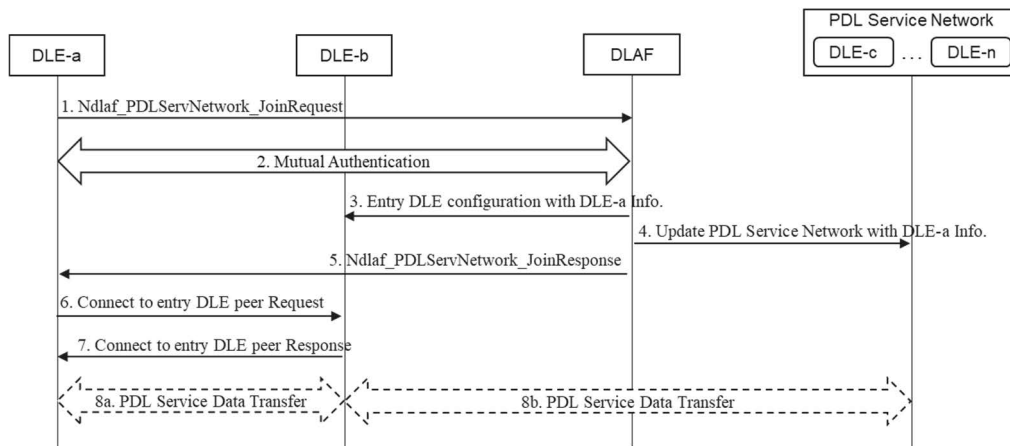 PDL Service Network
DLE-a
DLE-b
DLAF
DLE-c
...
DLE-n
1. Ndlaf_PDLServNetwork_JoinRequest
2. Mutual Authentication
3. Entry DLE configuration with DLE-a Info.
4. Update PDL Service Network with DLE-a Info.
5. Ndlaf_PDLServNetwork_JoinResponse
6. Connect to entry DLE peer Request
7. Connect to entry DLE peer Response
8a. PDL Service Data Transfer
8b. PDL Service Data Transfer